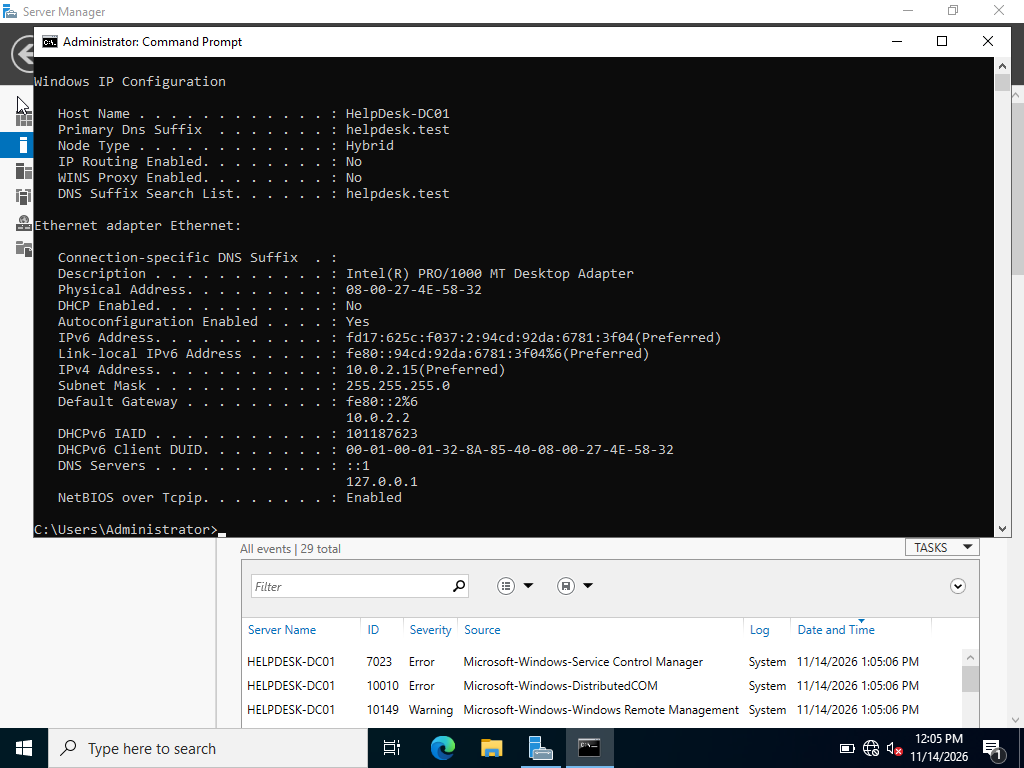 Server Manager
Administrator: Command Prompt
Windows IP Configuration
Host Name . . . . . . . . . . . . : HelpDesk-DC01
Primary Dns Suffix  . . . . . . . : helpdesk.test
Node Type . . . . . . . . . . . . : Hybrid
IP Routing Enabled. . . . . . . . : No
WINS Proxy Enabled. . . . . . . . : No
DNS Suffix Search List. . . . . . : helpdesk.test
Ethernet adapter Ethernet:
Connection-specific DNS Suffix  . :
Description . . . . . . . . . . . : Intel(R) PRO/1000 MT Desktop Adapter
Physical Address. . . . . . . . . : 08-00-27-4E-58-32
DHCP Enabled. . . . . . . . . . . : No
Autoconfiguration Enabled . . . . : Yes
IPv6 Address. . . . . . . . . . . : fd17:625c:f037:2:94cd:92da:6781:3f04(Preferred)
Link-local IPv6 Address . . . . . : fe80::94cd:92da:6781:3f04%6(Preferred)
IPv4 Address. . . . . . . . . . . : 10.0.2.15(Preferred)
Subnet Mask . . . . . . . . . . . : 255.255.255.0
Default Gateway . . . . . . . . . : fe80::2%6
10.0.2.2
DHCPv6 IAID . . . . . . . . . . . : 101187623
DHCPv6 Client DUID. . . . . . . . : 00-01-00-01-32-8A-85-40-08-00-27-4E-58-32
DNS Servers . . . . . . . . . . . : ::1
127.0.0.1
NetBIOS over Tcpip. . . . . . . . : Enabled
C:\Users\Administrator>
All events | 29 total
TASKS
Filter
Server Name ID Severity Source Log Date and Time
HELPDESK-DC01 7023 Error Microsoft-Windows-Service Control Manager System 11/14/2026 1:05:06 PM
HELPDESK-DC01 10010 Error Microsoft-Windows-DistributedCOM System 11/14/2026 1:05:06 PM
HELPDESK-DC01 10149 Warning Microsoft-Windows-Windows Remote Management System 11/14/2026 1:05:06 PM
Type here to search
12:05 PM
11/14/2026
1